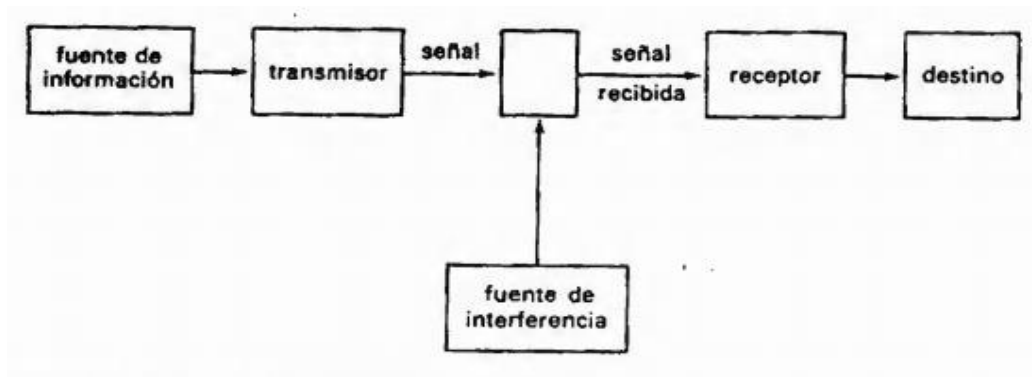 fuente de
información
transmisor
señal
señal
recibida
receptor
destino
fuente de
interferencia